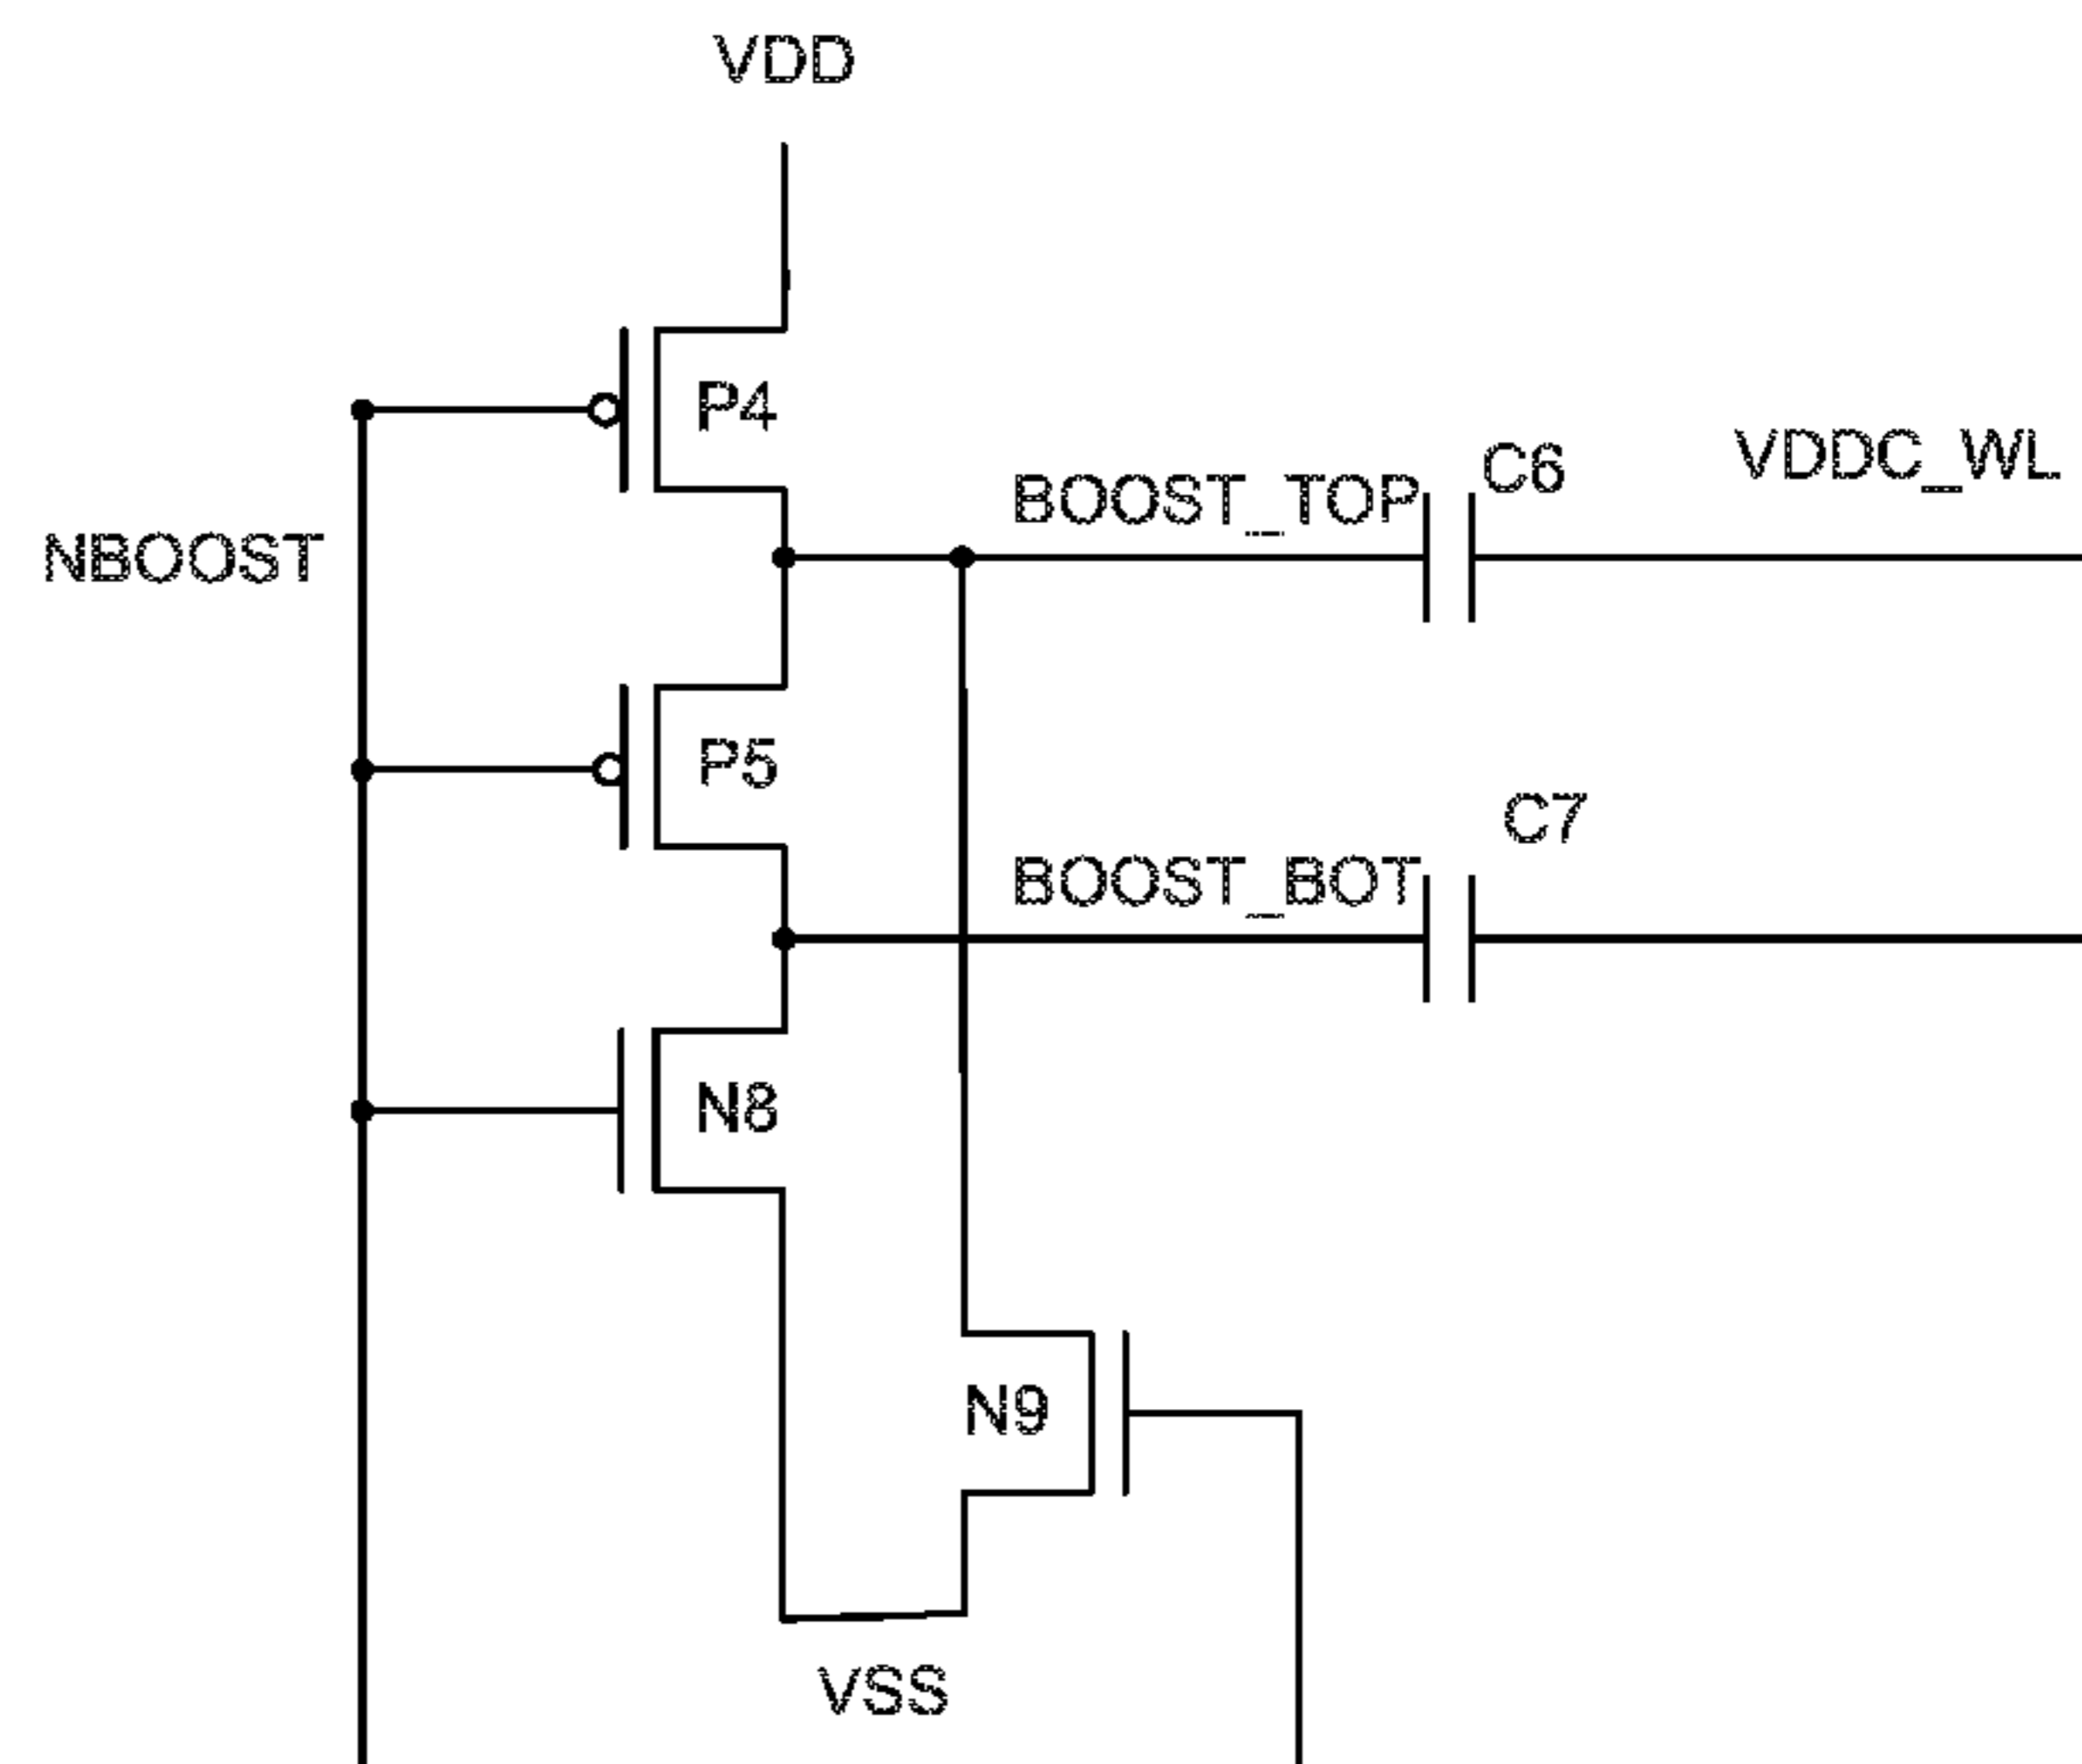 VDD
P4
C6
VDDC_WL
BOOST_TOP
NBOOST
P5
C7
BOOST_BOT
N8
N9
VSS